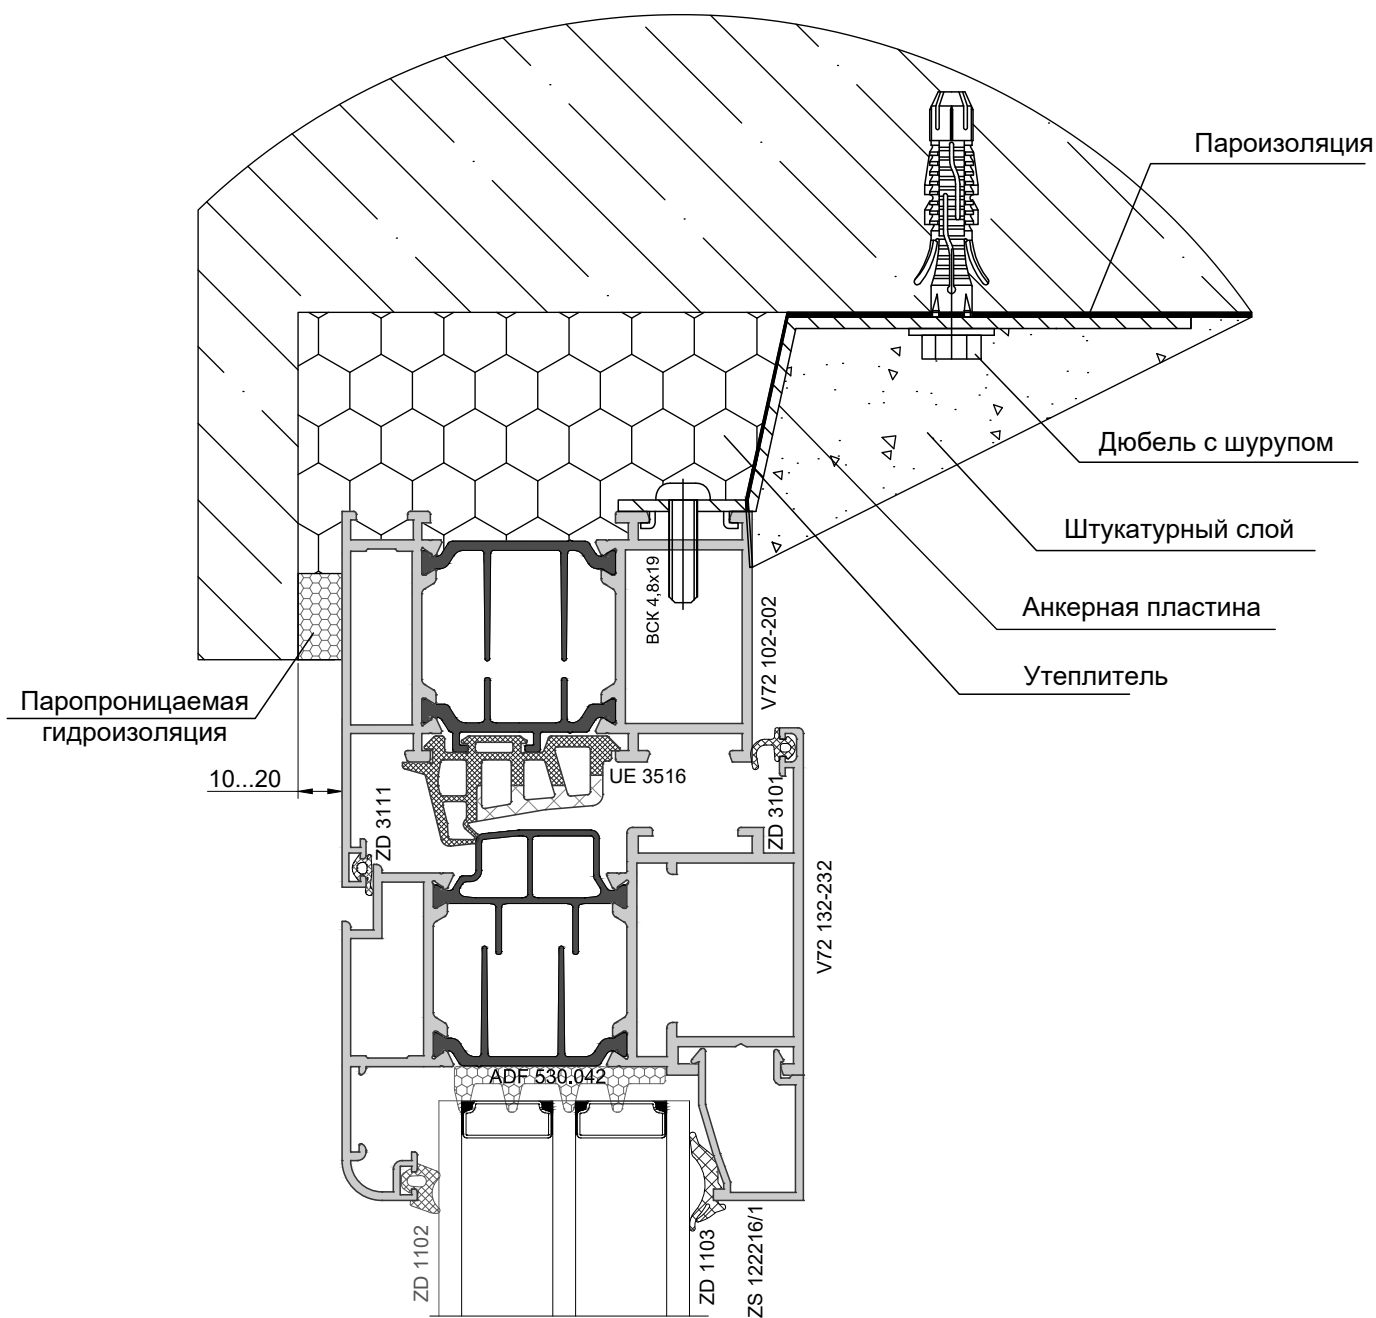 Пароизоляция
Дюбель с шурупом
Штукатурный слой
Анкерная пластина
Утеплитель
ВСК 4,8х19
V72 102-202
Паропроницаемая
гидроизоляция
10...20
UE 3516
ZD 3111
ZD 3101
V72 132-232
ADF 530.042
ZD 1102
ZD 1103
ZS 122216/1